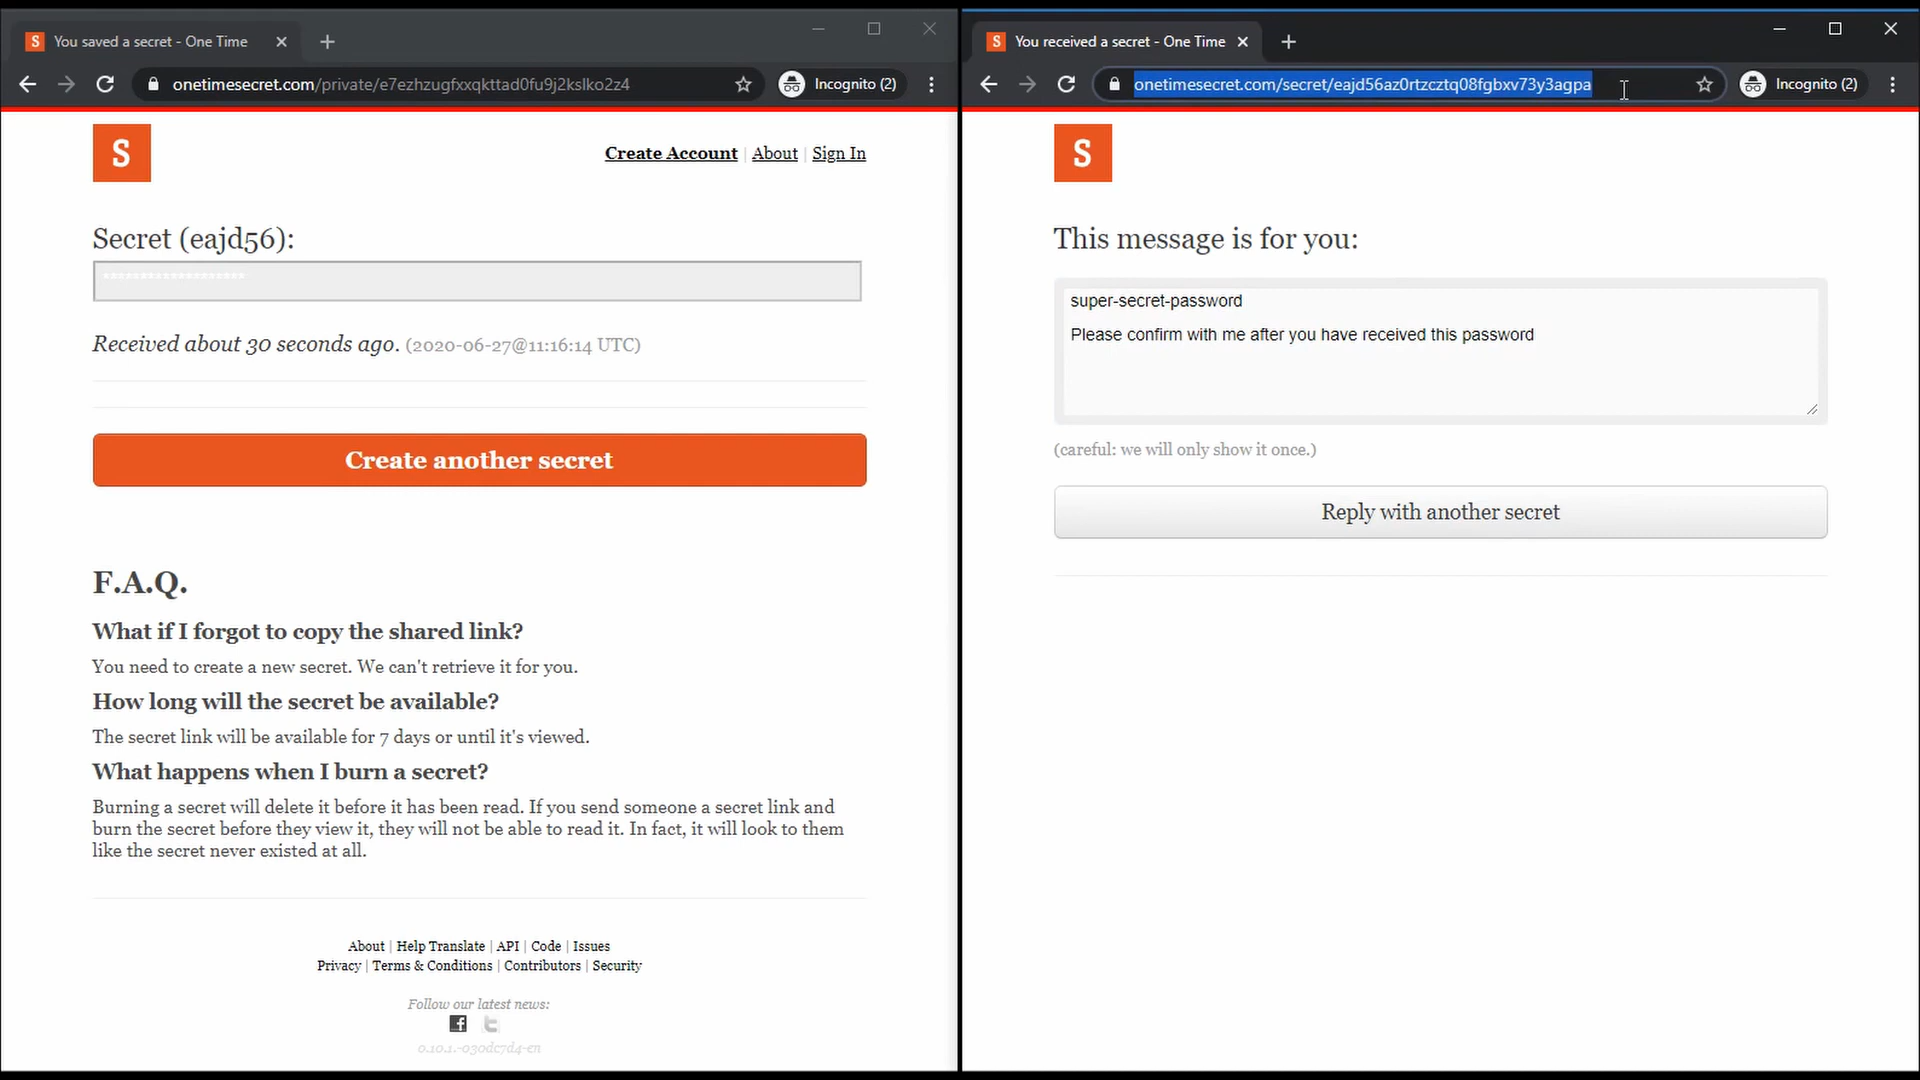 S You saved a secret - One Time
onetimesecret.com/private/e7ezhzugfxxqkttad0fu9j2kslko2z4
Incognito (2)
S
Create Account | About | Sign In
Secret (eajd56):
*******************
Received about 30 seconds ago. (2020-06-27@11:16:14 UTC)
Create another secret
F.A.Q.
What if I forgot to copy the shared link?
You need to create a new secret. We can't retrieve it for you.
How long will the secret be available?
The secret link will be available for 7 days or until it's viewed.
What happens when I burn a secret?
Burning a secret will delete it before it has been read. If you send someone a secret link and
burn the secret before they view it, they will not be able to read it. In fact, it will look to them
like the secret never existed at all.
About | Help Translate | API | Code | Issues
Privacy | Terms & Conditions | Contributors | Security
Follow our latest news:
0.10.1.-030dc7d4-en
S You received a secret - One Time
onetimesecret.com/secret/eajd56az0rtzcztq08fgbxv73y3agpa
Incognito (2)
S
This message is for you:
super-secret-password
Please confirm with me after you have received this password
(careful: we will only show it once.)
Reply with another secret